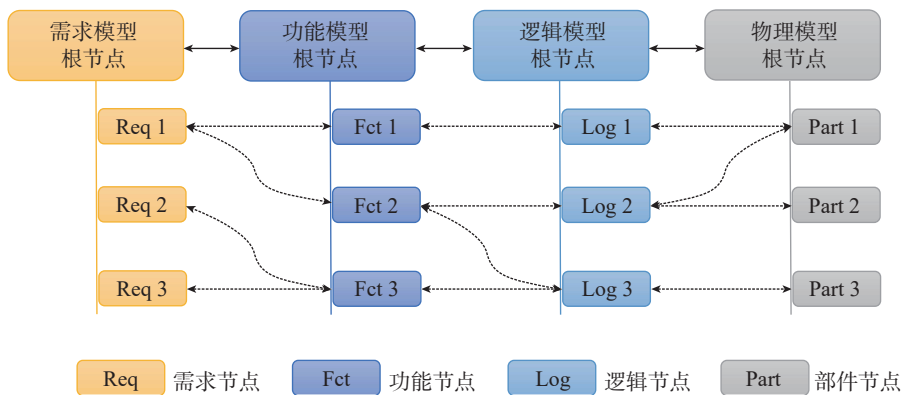 需求模型
根节点
功能模型
根节点
逻辑模型
根节点
物理模型
根节点
Req 1
Fct 1
Log 1
Part 1
Req 2
Fct 2
Log 2
Part 2
Req 3
Fct 3
Log 3
Part 3
Req
需求节点
Fct
功能节点
Log
逻辑节点
Part
部件节点